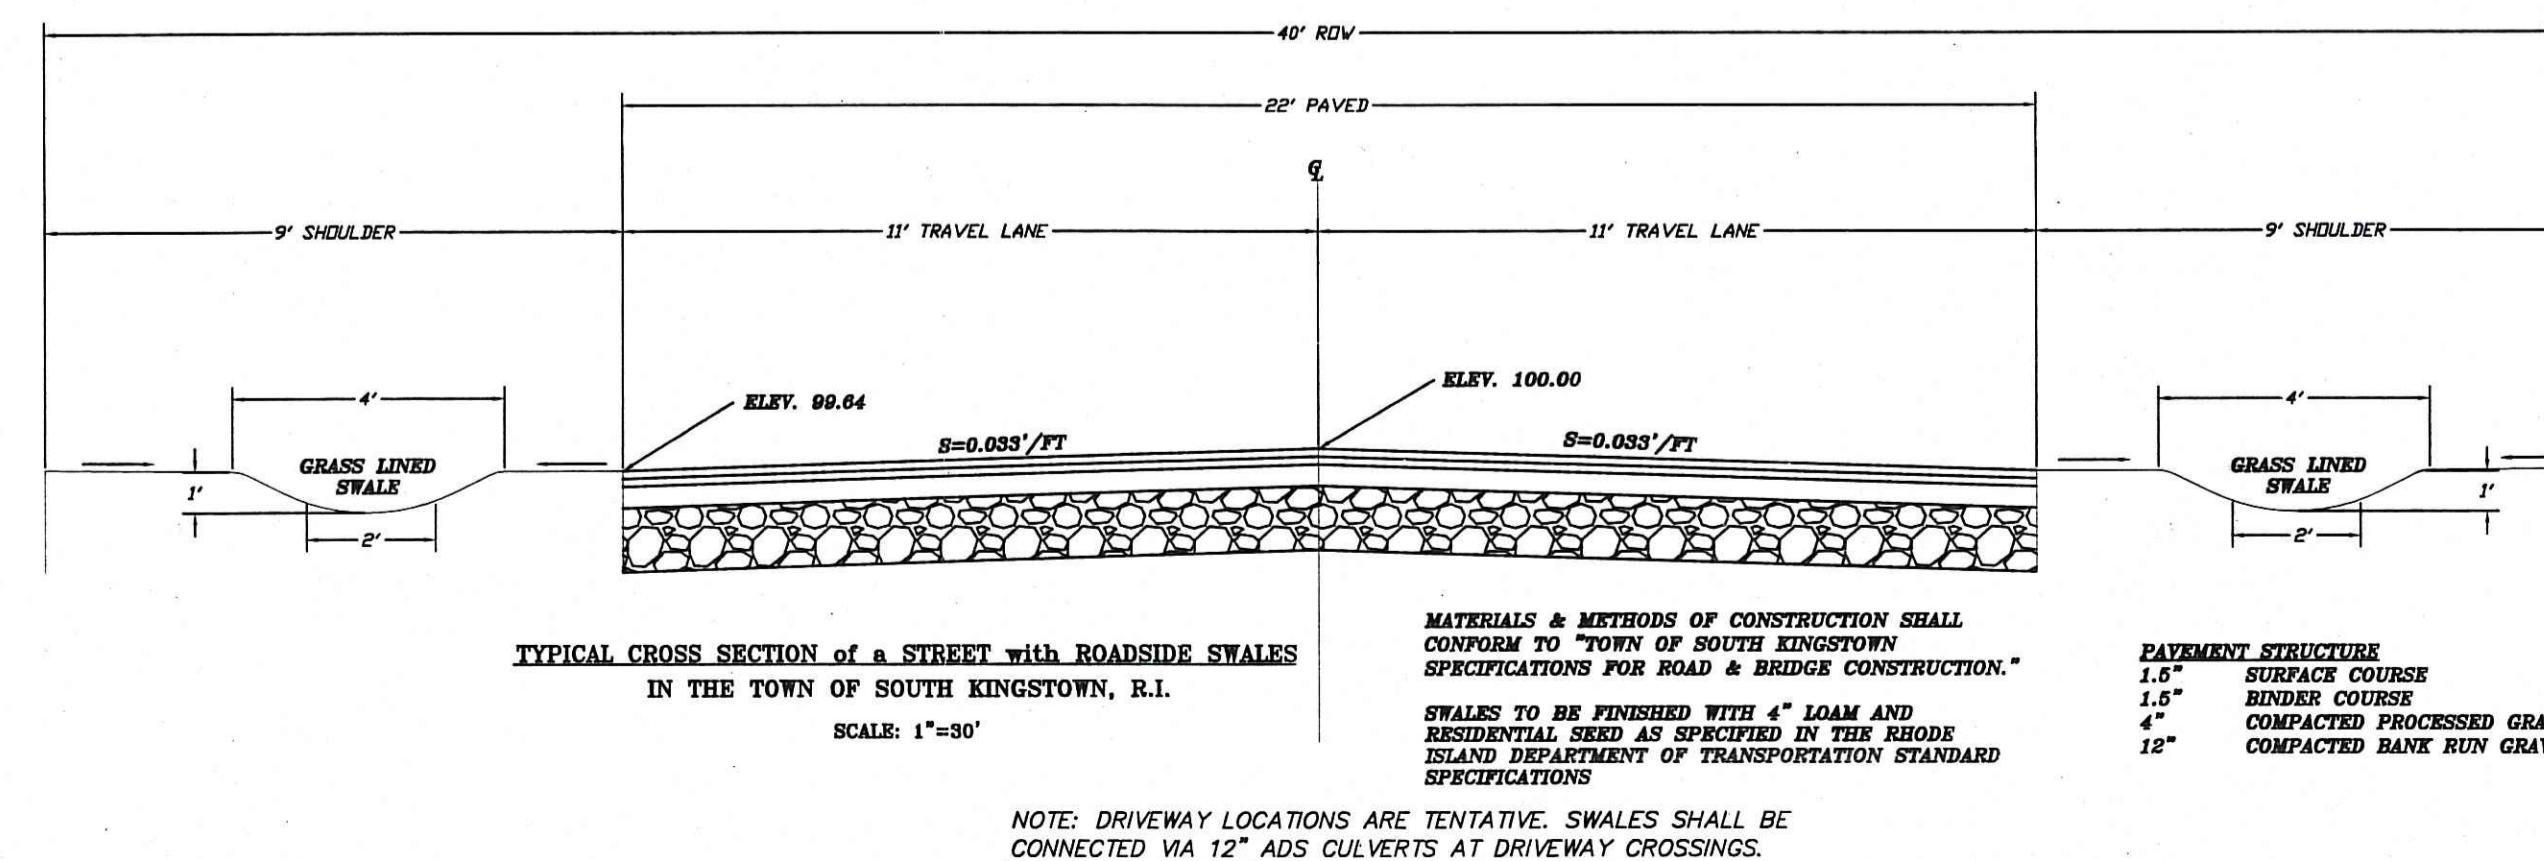 40' ROW
22' PAVED
℄
9' SHOULDER
11' TRAVEL LANE
11' TRAVEL LANE
9' SHOULDER
ELEV. 100.00
4'
ELEV. 99.64
4'
S=0.033'/FT
S=0.033'/FT
GRASS LINED
SWALE
GRASS LINED
SWALE
1'
1'
2'
2'
TYPICAL CROSS SECTION of a STREET with ROADSIDE SWALES
IN THE TOWN OF SOUTH KINGSTOWN, R.I.
SCALE: 1"=30'
MATERIALS & METHODS OF CONSTRUCTION SHALL
CONFORM TO "TOWN OF SOUTH KINGSTOWN
SPECIFICATIONS FOR ROAD & BRIDGE CONSTRUCTION."
SWALES TO BE FINISHED WITH 4" LOAM AND
RESIDENTIAL SEED AS SPECIFIED IN THE RHODE
ISLAND DEPARTMENT OF TRANSPORTATION STANDARD
SPECIFICATIONS
PAVEMENT STRUCTURE
1.5" SURFACE COURSE
1.5" BINDER COURSE
4" COMPACTED PROCESSED GRA
12" COMPACTED BANK RUN GRAV
NOTE: DRIVEWAY LOCATIONS ARE TENTATIVE. SWALES SHALL BE
CONNECTED VIA 12" ADS CULVERTS AT DRIVEWAY CROSSINGS.